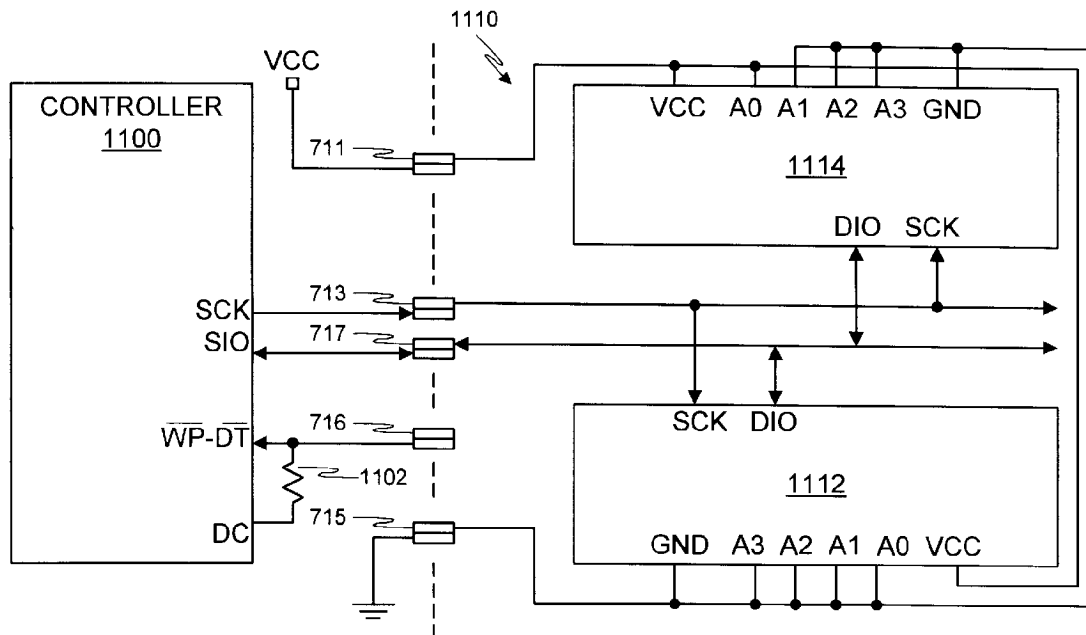 1110
VCC
CONTROLLER
1100
VCC A0 A1 A2 A3 GND
711
1114
DIO SCK
713
SCK
717
SIO
SCK DIO
716
WP-DT
1102
1112
715
DC
GND A3 A2 A1 A0 VCC